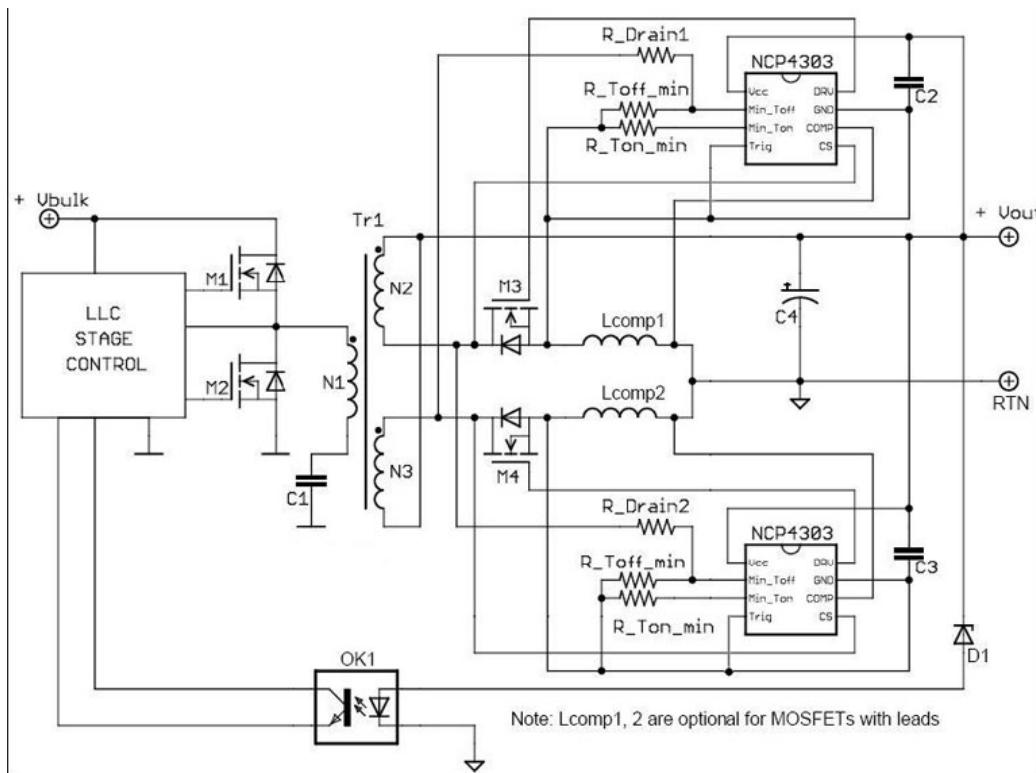 R_Drain1
NCP4303
R_Toff_min
Vcc
DRV
C2
Min_Toff
GND
Min_Ton
COMP
R_Ton_min
Trig
CS
+ Vbulk
Tr1
+ Vout
M1
M3
N2
LLC
STAGE
CONTROL
Lcomp1
C4
M2
N1
Lcomp2
RTN
N3
M4
C1
R_Drain2
NCP4303
R_Toff_min
Vcc
DRV
C3
Min_Toff
GND
Min_Ton
COMP
R_Ton_min
Trig
CS
D1
OK1
Note: Lcomp1, 2 are optional for MOSFETs with leads